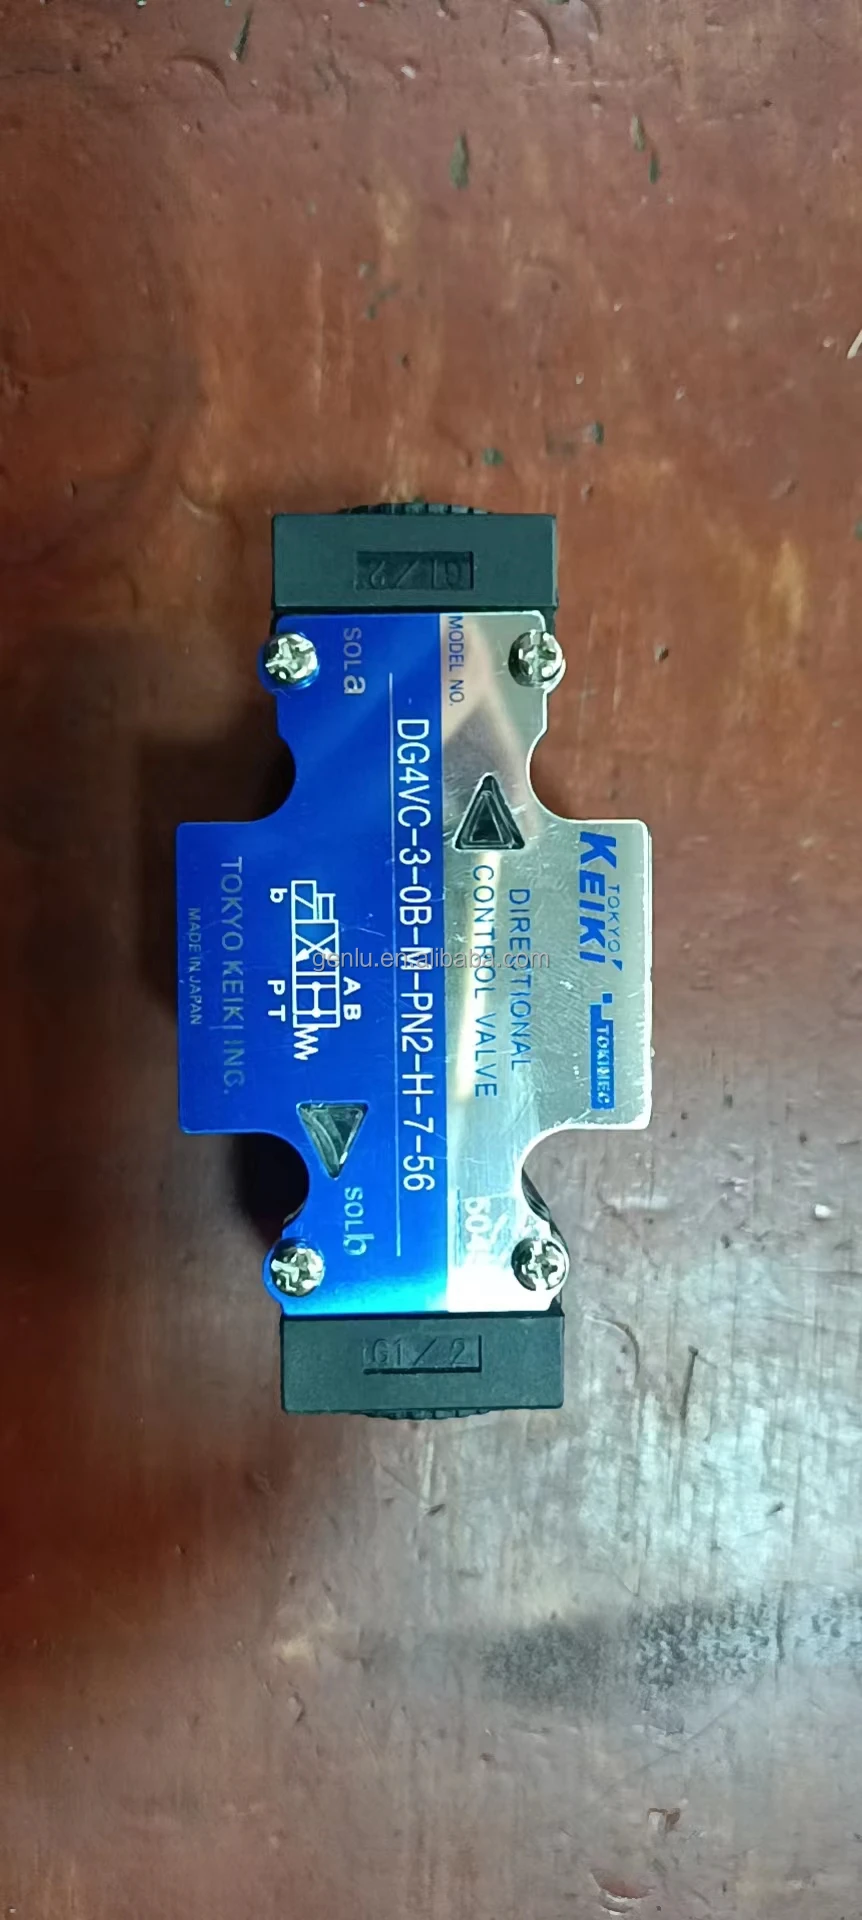 G1/2
TOKYO
KEIKI
TOKIMEC
DIRECTIONAL
CONTROL VALVE
MODEL NO.
DG4VC-3-0B-M-PN2-H-7-56
SOL a
SOL b
A B
b
P T
TOKYO KEIKI INC.
MADE IN JAPAN
G1/2
genlu.en.alibaba.com